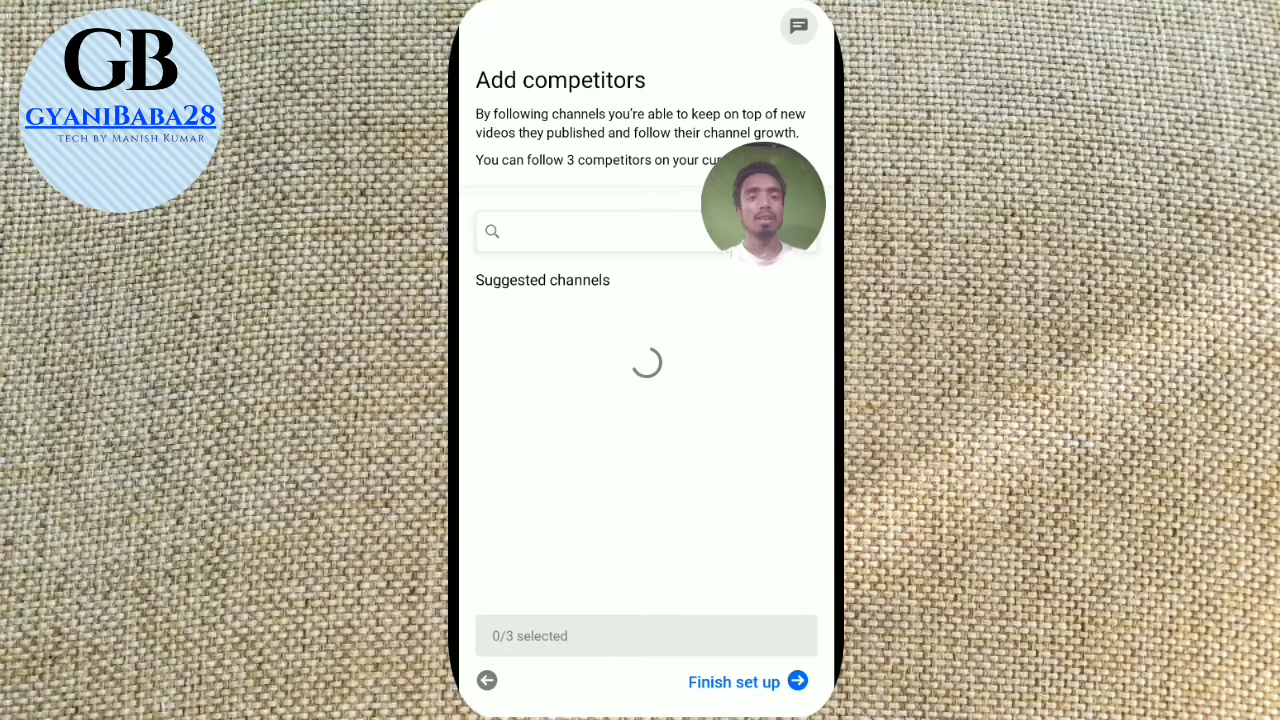 GB
GYANIBABA28
TECH BY MANISH KUMAR
Add competitors
By following channels you're able to keep on top of new
videos they published and follow their channel growth.
You can follow 3 competitors on your
Suggested channels
0/3 selected
Finish set up